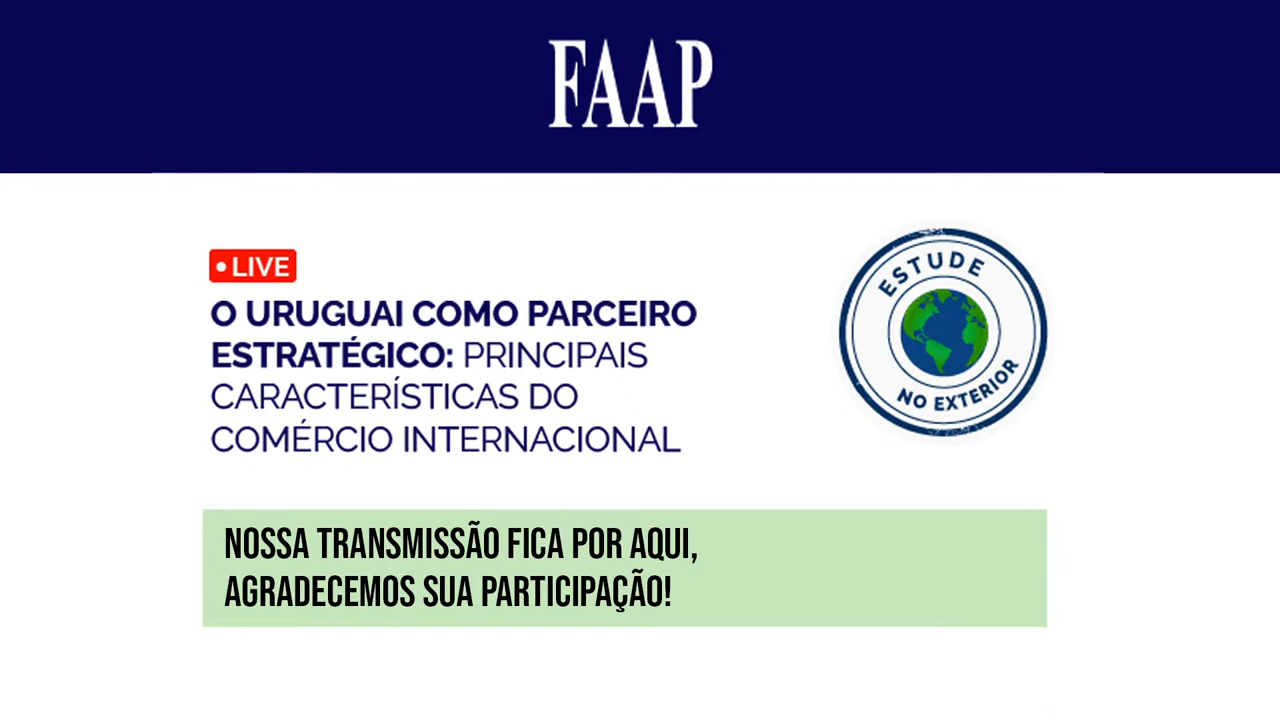 FAAP
LIVE
O URUGUAI COMO PARCEIRO
ESTRATÉGICO: PRINCIPAIS
CARACTERÍSTICAS DO
COMÉRCIO INTERNACIONAL
ESTUDE
NO EXTERIOR
NOSSA TRANSMISSÃO FICA POR AQUI,
AGRADECEMOS SUA PARTICIPAÇÃO!